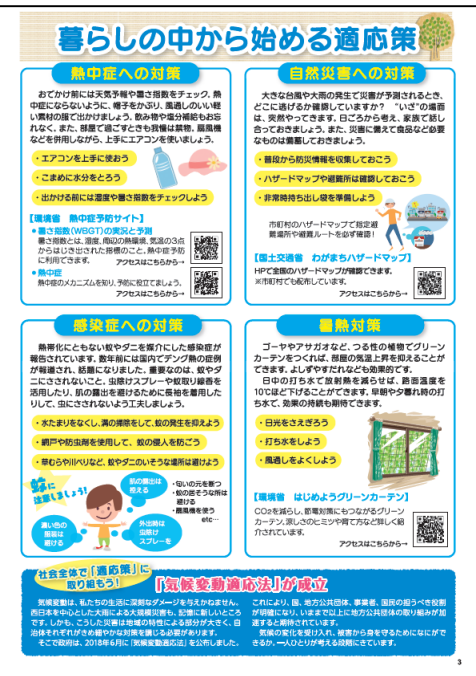 暮らしの中から始める適応策
熱中症への対策
おでかけ前には天気予報や暑さ指数をチェック。熱
中症にならないように、帽子をかぶり、風通しのいい軽
い素材の服で出かけましょう。飲み物や塩分補給もお忘
れなく。また、部屋で過ごすときも我慢は禁物。扇風機
などを併用しながら、上手にエアコンを使いましょう。
・エアコンを上手に使おう
・こまめに水分をとろう
・出かける前には湿度や暑さ指数をチェックしよう
【環境省 熱中症予防サイト】
●暑さ指数(WBGT)の実況と予測
暑さ指数とは、湿度、周辺の熱環境、気温の3点
からはじき出された指標のこと。熱中症予防
に利用できます。
アクセスはこちらから→
●熱中症
熱中症のメカニズムを知り、予防に役立てましょう。
アクセスはこちらから→
自然災害への対策
大きな台風や大雨の発生で災害が予測されるとき、
どこに逃げるか確認していますか? “いざ”の場面
は、突然やってきます。日ごろから考え、家族で話し
合っておきましょう。また、災害に備えて食品など必要
なものは備蓄しておきましょう。
・普段から防災情報を収集しておこう
・ハザードマップや避難所は確認しておこう
・非常時持ち出し袋を準備しよう
市町村のハザードマップで指定避
難場所や避難ルートを必ず確認!
【国土交通省 わがまちハザードマップ】
HPで全国のハザードマップが確認できます。
※市町村でも配布しています。
アクセスはこちらから→
感染症への対策
熱帯化にともない蚊やダニを媒介にした感染症が
報告されています。数年前には国内でデング熱の症例
が報道され、話題になりました。重要なのは、蚊やダ
ニにさされないこと。虫除けスプレーや蚊取り線香を
活用したり、肌の露出を避けるために長袖を着用した
りして、虫にさされないよう工夫しましょう。
・水たまりをなくし、溝の掃除をして、蚊の発生を抑えよう
・網戸や防虫剤を使用して、蚊の侵入を防ごう
・草むらや川べりなど、蚊やダニのいそうな場所は避けよう
蚊に
注意しましょう!
肌の露出は
控える
・匂いの元を断つ
・蚊の居そうな所は
避ける
・扇風機を使う
etc…
濃い色の
服装は
避ける
外出時は
虫除け
スプレーを
暑熱対策
ゴーヤやアサガオなど、つる性の植物でグリーン
カーテンをつくれば、部屋の気温上昇を抑えることが
できます。よしずやすだれなども効果的です。
日中の打ち水で放射熱を減らせば、路面温度を
10℃ほど下げることができます。早朝や夕暮れ時の打
ち水で、効果の持続も期待できます。
・日光をさえぎろう
・打ち水をしよう
・風通しをよくしよう
【環境省 はじめようグリーンカーテン】
CO₂を減らし、節電対策にもつながるグリーン
カーテン。涼しさのヒミツや育て方など詳しく紹
介されています。
アクセスはこちらから→
社会全体で「適応策」に
取り組もう!
「気候変動適応法」が成立
気候変動は、私たちの生活に深刻なダメージを与えかねません。
西日本を中心とした大雨による大規模災害も、記憶に新しいところ
です。しかも、こうした災害は地域の特性による部分が大きく、自
治体それぞれがきめ細やかな対策を講じる必要があります。
そこで政府は、2018年6月に「気候変動適応法」を公布しました。
これにより、国、地方公共団体、事業者、国民の担うべき役割
が明確になり、いままで以上に地方公共団体の取り組みが加
速すると期待されています。
気候の変化を受け入れ、被害から身を守るためになにがで
きるか、一人ひとりが考える段階にきています。
3